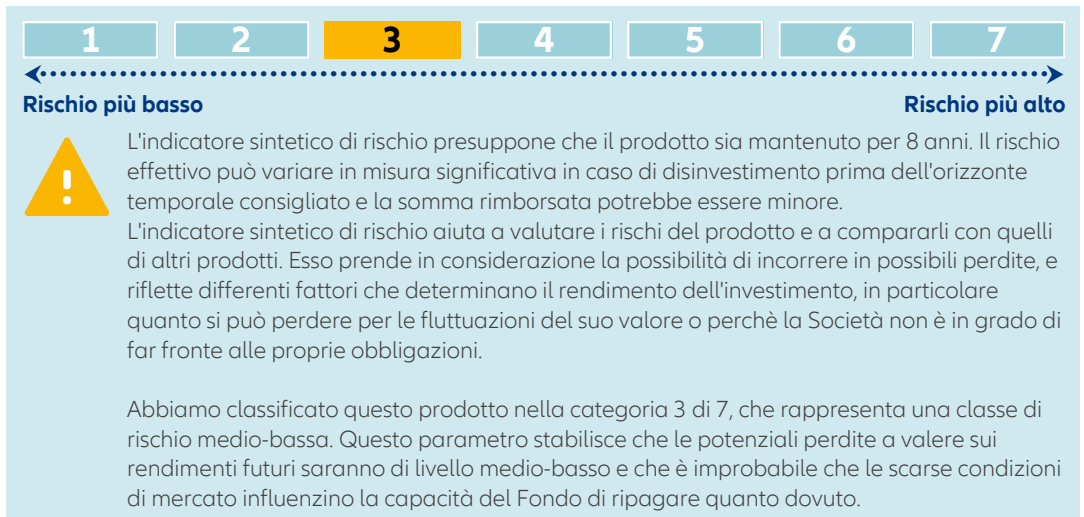 1 2 3 4 5 6 7
Rischio più basso Rischio più alto
L'indicatore sintetico di rischio presuppone che il prodotto sia mantenuto per 8 anni. Il rischio
effettivo può variare in misura significativa in caso di disinvestimento prima dell'orizzonte
temporale consigliato e la somma rimborsata potrebbe essere minore.
L'indicatore sintetico di rischio aiuta a valutare i rischi del prodotto e a compararli con quelli
di altri prodotti. Esso prende in considerazione la possibilità di incorrere in possibili perdite, e
riflette differenti fattori che determinano il rendimento dell'investimento, in particolare
quanto si può perdere per le fluttuazioni del suo valore o perchè la Società non è in grado di
far fronte alle proprie obbligazioni.
Abbiamo classificato questo prodotto nella categoria 3 di 7, che rappresenta una classe di
rischio medio-bassa. Questo parametro stabilisce che le potenziali perdite a valere sui
rendimenti futuri saranno di livello medio-basso e che è improbabile che le scarse condizioni
di mercato influenzino la capacità del Fondo di ripagare quanto dovuto.